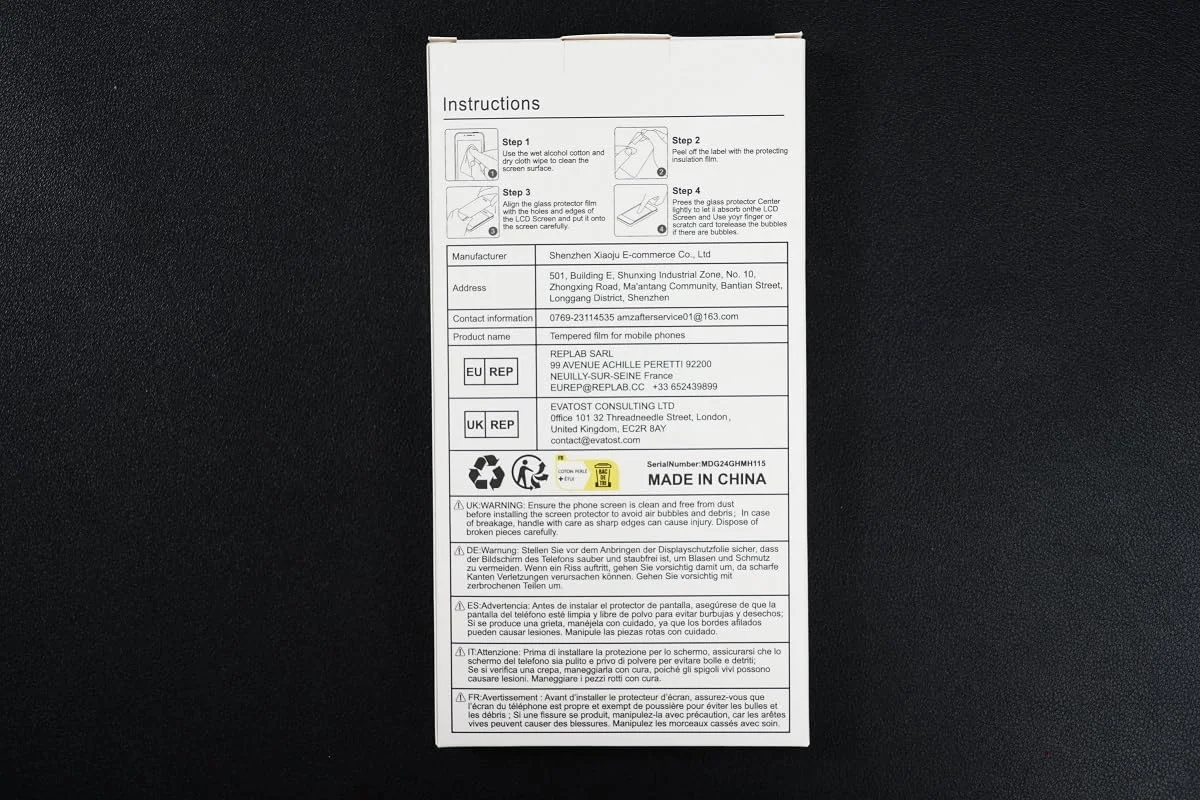 Instructions
Step 1
Use the wet alcohol cotton and
dry cloth wipe to clean the
screen surface.
1
Step 2
Peel off the label with the protecting
insulation film.
2
Step 3
Align the glass protector film
with the holes and edges of
the LCD Screen and put it onto
the screen carefully.
3
Step 4
Press the glass protector Center
lightly to let it absorb onthe LCD
Screen and Use yoyr finger or
scratch card torelease the bubbles
if there are bubbles.
4
Manufacturer Shenzhen Xiaoju E-commerce Co., Ltd
Address
501, Building E, Shunxing Industrial Zone, No. 10,
Zhongxing Road, Ma'antang Community, Bantian Street,
Longgang District, Shenzhen
Contact information 0769-23114535 amzafterservice01@163.com
Product name Tempered film for mobile phones
EU REP
REPLAB SARL
99 AVENUE ACHILLE PERETTI 92200
NEUILLY-SUR-SEINE France
EUREP@REPLAB.CC +33 652439899
UK REP
EVATOST CONSULTING LTD
Office 101 32 Threadneedle Street, London,
United Kingdom, EC2R 8AY
contact@evatost.com
FR
COTON PERLÉ
+ ÉTUI
BAC
DE
TRI
SerialNumber:MDG24GHMH115
MADE IN CHINA
UK:WARNING: Ensure the phone screen is clean and free from dust
before installing the screen protector to avoid air bubbles and debris; In case
of breakage, handle with care as sharp edges can cause injury. Dispose of
broken pieces carefully.
DE:Warnung: Stellen Sie vor dem Anbringen der Displayschutzfolie sicher, dass
der Bildschirm des Telefons sauber und staubfrei ist, um Blasen und Schmutz
zu vermeiden. Wenn ein Riss auftritt, gehen Sie vorsichtig damit um, da scharfe
Kanten Verletzungen verursachen können. Gehen Sie vorsichtig mit
zerbrochenen Teilen um.
ES:Advertencia: Antes de instalar el protector de pantalla, asegúrese de que la
pantalla del teléfono esté limpia y libre de polvo para evitar burbujas y desechos;
Si se produce una grieta, manéjela con cuidado, ya que los bordes afilados
pueden causar lesiones. Manipule las piezas rotas con cuidado.
IT:Attenzione: Prima di installare la protezione per lo schermo, assicurarsi che lo
schermo del telefono sia pulito e privo di polvere per evitare bolle e detriti;
Se si verifica una crepa, maneggiarla con cura, poiché gli spigoli vivi possono
causare lesioni. Maneggiare i pezzi rotti con cura.
FR:Avertissement : Avant d'installer le protecteur d'écran, assurez-vous que
l'écran du téléphone est propre et exempt de poussière pour éviter les bulles et
les débris ; Si une fissure se produit, manipulez-la avec précaution, car les arêtes
vives peuvent causer des blessures. Manipulez les morceaux cassés avec soin.